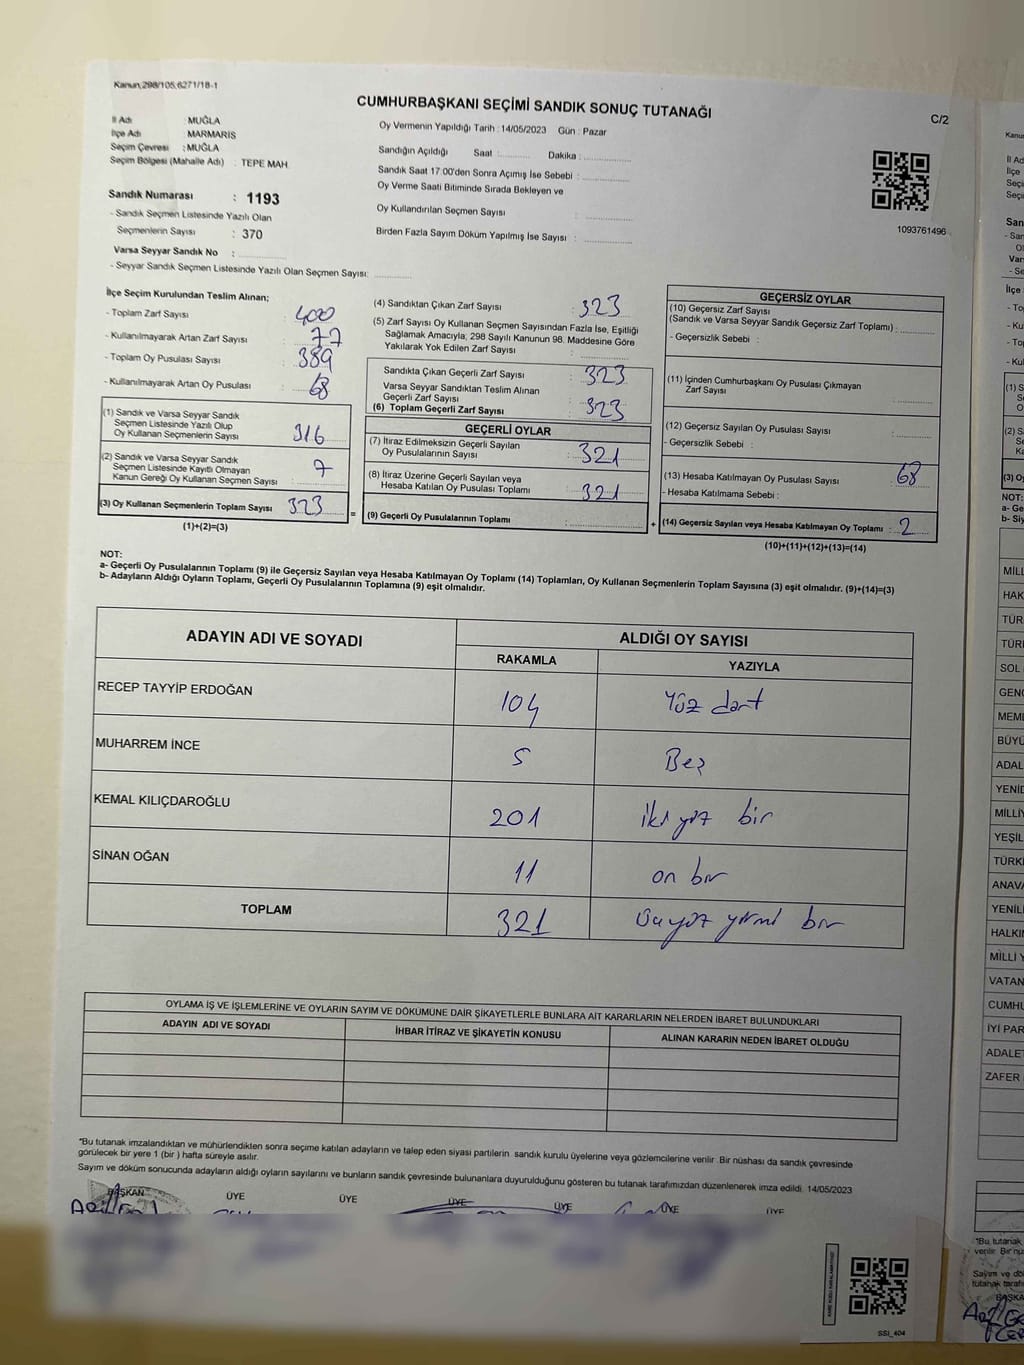 Kanun;298/105;6271/18-1
CUMHURBAŞKANI SEÇİMİ SANDIK SONUÇ TUTANAĞI
C/2
İl Adı : MUĞLA
İlçe Adı MARMARİS
Seçim Çevresi : MUĞLA
Seçim Bölgesi (Mahalle Adı) : TEPE MAH.
Sandık Numarası : 1193
- Sandık Seçmen Listesinde Yazılı Olan
Seçmenlerin Sayısı : 370
Varsa Seyyar Sandık No :
- Seyyar Sandık Seçmen Listesinde Yazılı Olan Seçmen Sayısı:
Oy Vermenin Yapıldığı Tarih : 14/05/2023 Gün : Pazar
Sandığın Açıldığı Saat : Dakika :
Sandık Saat 17.00'den Sonra Açımış İse Sebebi :
Oy Verme Saati Bitiminde Sırada Bekleyen ve
Oy Kullandırılan Seçmen Sayısı :
Birden Fazla Sayım Döküm Yapılmış İse Sayısı :
1093761496
İlçe Seçim Kurulundan Teslim Alınan;
- Toplam Zarf Sayısı : 400
- Kullanılmayarak Artan Zarf Sayısı : 77
- Toplam Oy Pusulası Sayısı : 389
- Kullanılmayarak Artan Oy Pusulası : 68
(1) Sandık ve Varsa Seyyar Sandık
Seçmen Listesinde Yazılı Olup
Oy Kullanan Seçmenlerin Sayısı : 316
(2) Sandık ve Varsa Seyyar Sandık
Seçmen Listesinde Kayıtlı Olmayan
Kanun Gereği Oy Kullanan Seçmen Sayısı : 7
(3) Oy Kullanan Seçmenlerin Toplam Sayısı : 323
(1)+(2)=(3)
(4) Sandıktan Çıkan Zarf Sayısı : 323
(5) Zarf Sayısı Oy Kullanan Seçmen Sayısından Fazla İse, Eşitliği
Sağlamak Amacıyla, 298 Sayılı Kanunun 98. Maddesine Göre
Yakılarak Yok Edilen Zarf Sayısı :
Sandıkta Çıkan Geçerli Zarf Sayısı : 323
Varsa Seyyar Sandıktan Teslim Alınan
Geçerli Zarf Sayısı :
(6) Toplam Geçerli Zarf Sayısı : 323
GEÇERLİ OYLAR
(7) İtiraz Edilmeksizin Geçerli Sayılan
Oy Pusulalarının Sayısı : 321
(8) İtiraz Üzerine Geçerli Sayılan veya
Hesaba Katılan Oy Pusulası Toplamı : 321
= (9) Geçerli Oy Pusulalarının Toplamı :
GEÇERSİZ OYLAR
(10) Geçersiz Zarf Sayısı
(Sandık ve Varsa Seyyar Sandık Geçersiz Zarf Toplamı) :
- Geçersizlik Sebebi :
(11) İçinden Cumhurbaşkanı Oy Pusulası Çıkmayan
Zarf Sayısı :
(12) Geçersiz Sayılan Oy Pusulası Sayısı :
- Geçersizlik Sebebi :
(13) Hesaba Katılmayan Oy Pusulası Sayısı : 68
- Hesaba Katılmama Sebebi :
+ (14) Geçersiz Sayılan veya Hesaba Katılmayan Oy Toplamı : 2
(10)+(11)+(12)+(13)=(14)
NOT:
a- Geçerli Oy Pusulalarının Toplamı (9) ile Geçersiz Sayılan veya Hesaba Katılmayan Oy Toplamı (14) Toplamları, Oy Kullanan Seçmenlerin Toplam Sayısına (3) eşit olmalıdır. (9)+(14)=(3)
b- Adayların Aldığı Oyların Toplamı, Geçerli Oy Pusulalarının Toplamına (9) eşit olmalıdır.
ADAYIN ADI VE SOYADI
ALDIĞI OY SAYISI
RAKAMLA YAZIYLA
RECEP TAYYİP ERDOĞAN 104 Yüz dört
MUHARREM İNCE 5 Beş
KEMAL KILIÇDAROĞLU 201 iki yüz bir
SİNAN OĞAN 11 on bir
TOPLAM 321 üçyüz yirmi bir
OYLAMA İŞ VE İŞLEMLERİNE VE OYLARIN SAYIM VE DÖKÜMÜNE DAİR ŞİKAYETLERLE BUNLARA AİT KARARLARIN NELERDEN İBARET BULUNDUKLARI
ADAYIN ADI VE SOYADI İHBAR İTİRAZ VE ŞİKAYETİN KONUSU ALINAN KARARIN NEDEN İBARET OLDUĞU
*Bu tutanak imzalandıktan ve mühürlendikten sonra seçime katılan adayların ve talep eden siyasi partilerin sandık kurulu üyelerine veya gözlemcilerine verilir. Bir nüshası da sandık çevresinde
görülecek bir yere 1 (bir ) hafta süreyle asılır.
Sayım ve döküm sonucunda adayların aldığı oyların sayılarını ve bunların sandık çevresinde bulunanlara duyurulduğunu gösteren bu tutanak tarafımızdan düzenlenerek imza edildi. 14/05/2023
BAŞKAN ÜYE ÜYE ÜYE ÜYE ÜYE ÜYE
SSI_404